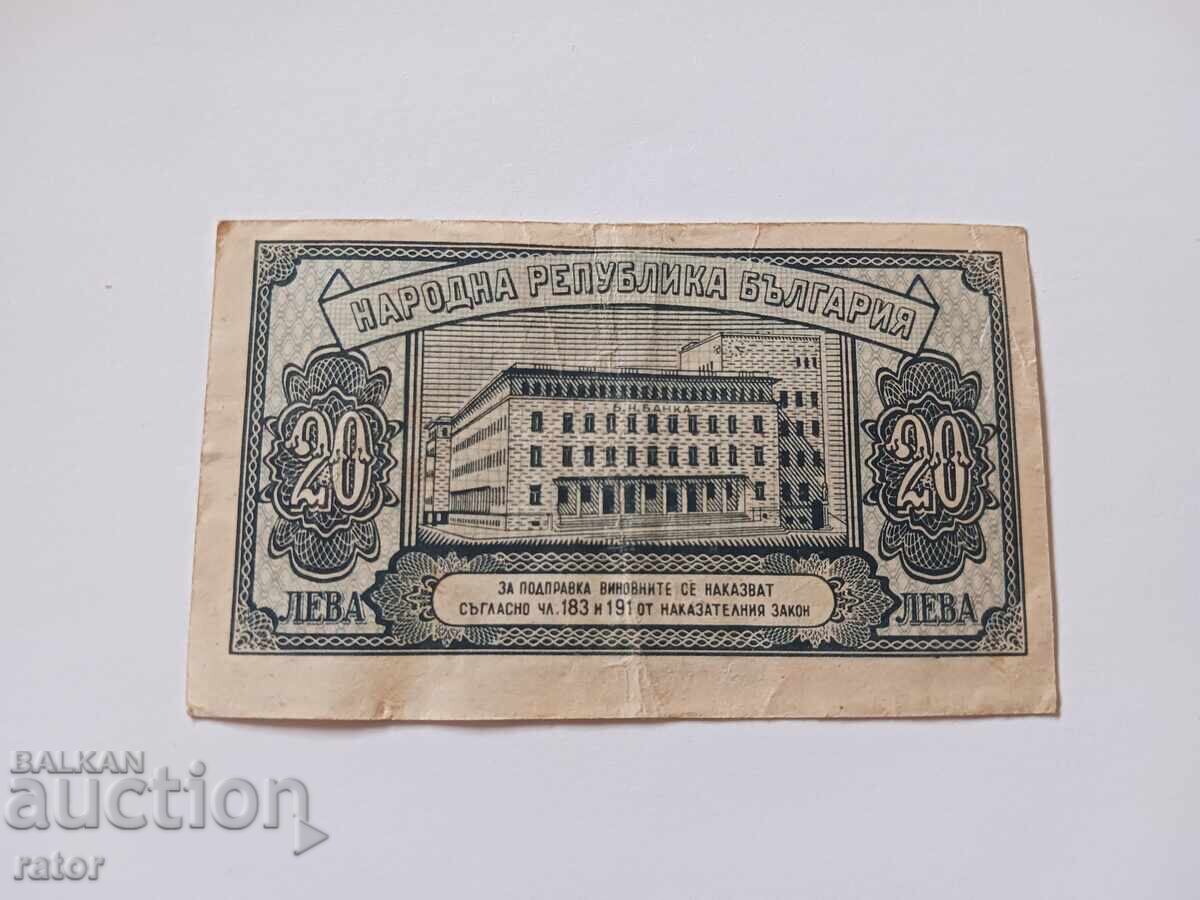 НАРОДНА РЕПУБЛИКА БЪЛГАРИЯ
Б.Н.БАНКА
20
20
ЛЕВА
ЛЕВА
ЗА ПОДПРАВКА ВИНОВНИТЕ СЕ НАКАЗВАТ
СЪГЛАСНО ЧЛ.183 И 191 ОТ НАКАЗАТЕЛНИЯ ЗАКОН
BALKAN
auction
rator